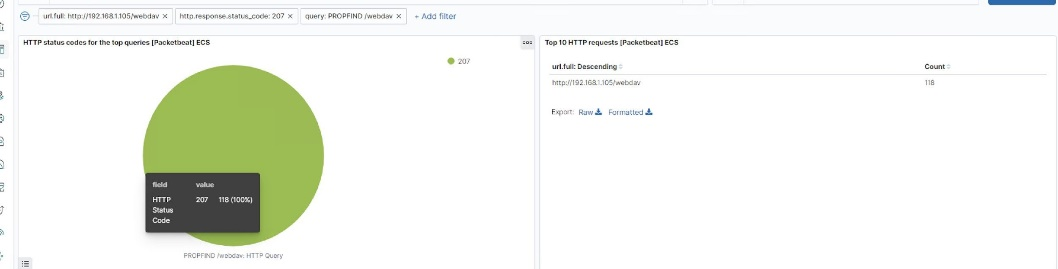 url.full: http://192.168.1.105/webdav × http.response.status_code: 207 × query: PROPFIND /webdav × + Add filter
HTTP status codes for the top queries [Packetbeat] ECS
207
field value
HTTP Status Code 207 118 (100%)
PROPFIND /webdav: HTTP Query
Top 10 HTTP requests [Packetbeat] ECS
url.full: Descending Count
http://192.168.1.105/webdav 118
Export: Raw Formatted